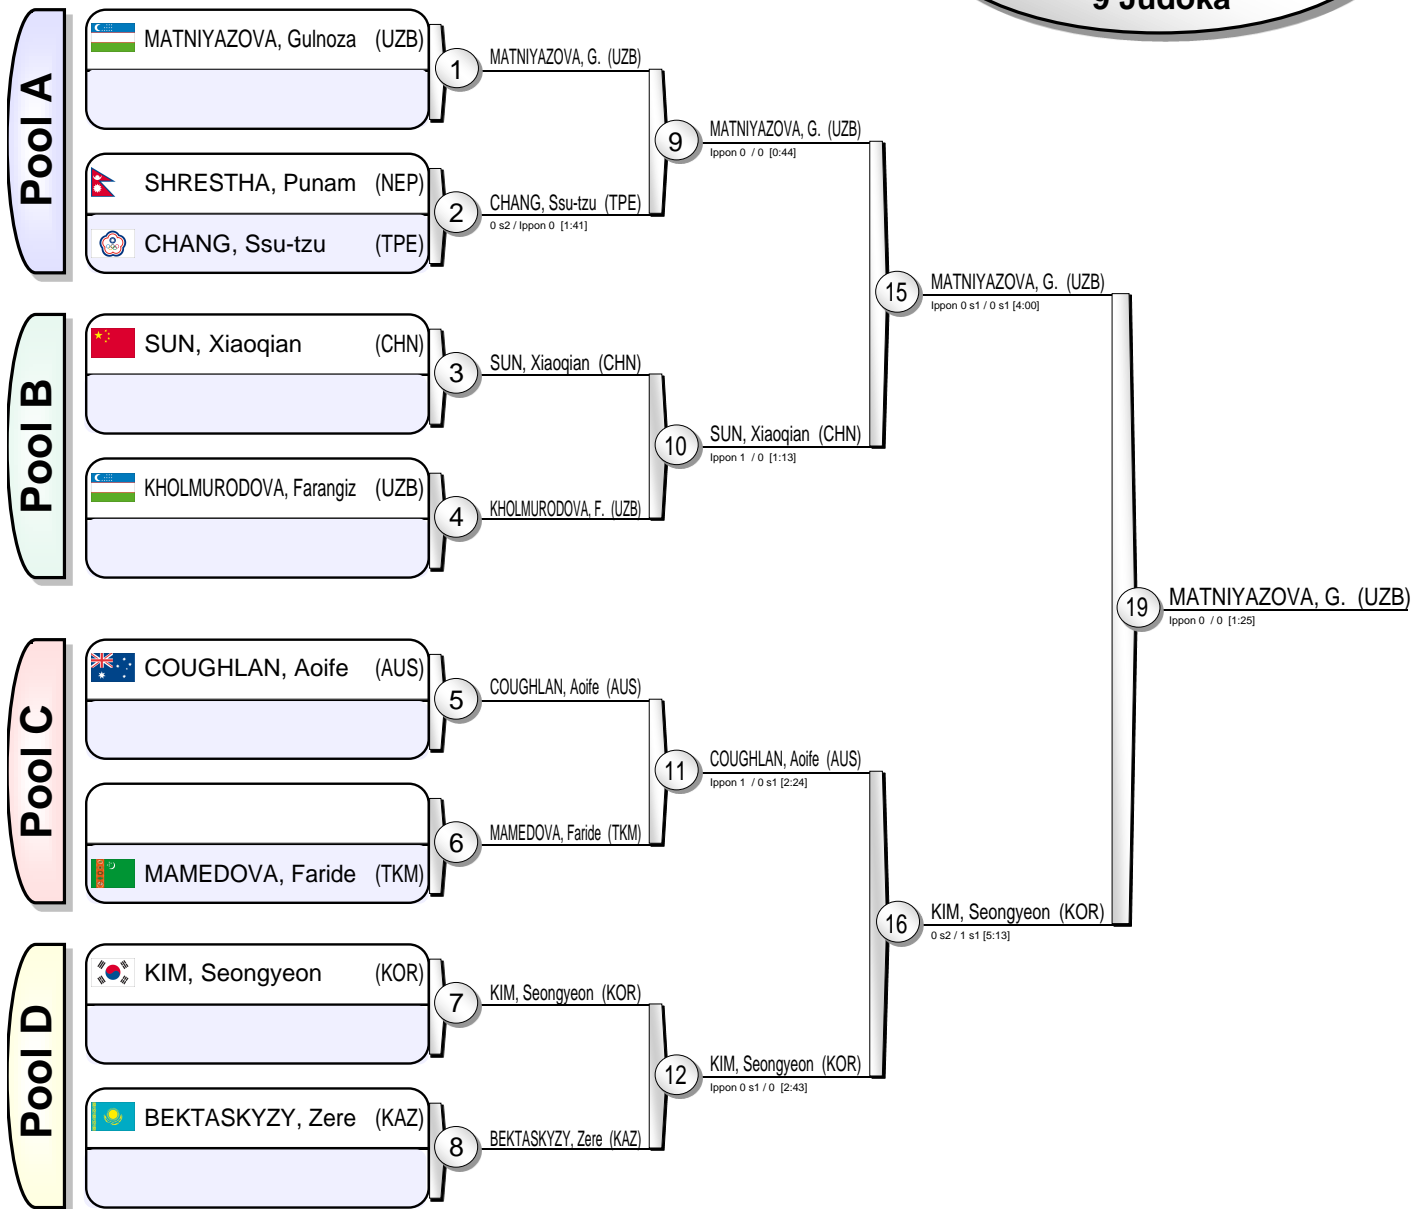 9 Judoka
Pool A
MATNIYAZOVA, Gulnoza (UZB)
1
MATNIYAZOVA, G. (UZB)
SHRESTHA, Punam (NEP)
CHANG, Ssu-tzu (TPE)
2
CHANG, Ssu-tzu (TPE)
0 s2 / Ippon 0 [1:41]
9
MATNIYAZOVA, G. (UZB)
Ippon 0 / 0 [0:44]
Pool B
SUN, Xiaoqian (CHN)
3
SUN, Xiaoqian (CHN)
KHOLMURODOVA, Farangiz (UZB)
4
KHOLMURODOVA, F. (UZB)
10
SUN, Xiaoqian (CHN)
Ippon 1 / 0 [1:13]
15
MATNIYAZOVA, G. (UZB)
Ippon 0 s1 / 0 s1 [4:00]
Pool C
COUGHLAN, Aoife (AUS)
5
COUGHLAN, Aoife (AUS)
MAMEDOVA, Faride (TKM)
6
MAMEDOVA, Faride (TKM)
11
COUGHLAN, Aoife (AUS)
Ippon 1 / 0 s1 [2:24]
Pool D
KIM, Seongyeon (KOR)
7
KIM, Seongyeon (KOR)
BEKTASKYZY, Zere (KAZ)
8
BEKTASKYZY, Zere (KAZ)
12
KIM, Seongyeon (KOR)
Ippon 0 s1 / 0 [2:43]
16
KIM, Seongyeon (KOR)
0 s2 / 1 s1 [5:13]
19
MATNIYAZOVA, G. (UZB)
Ippon 0 / 0 [1:25]